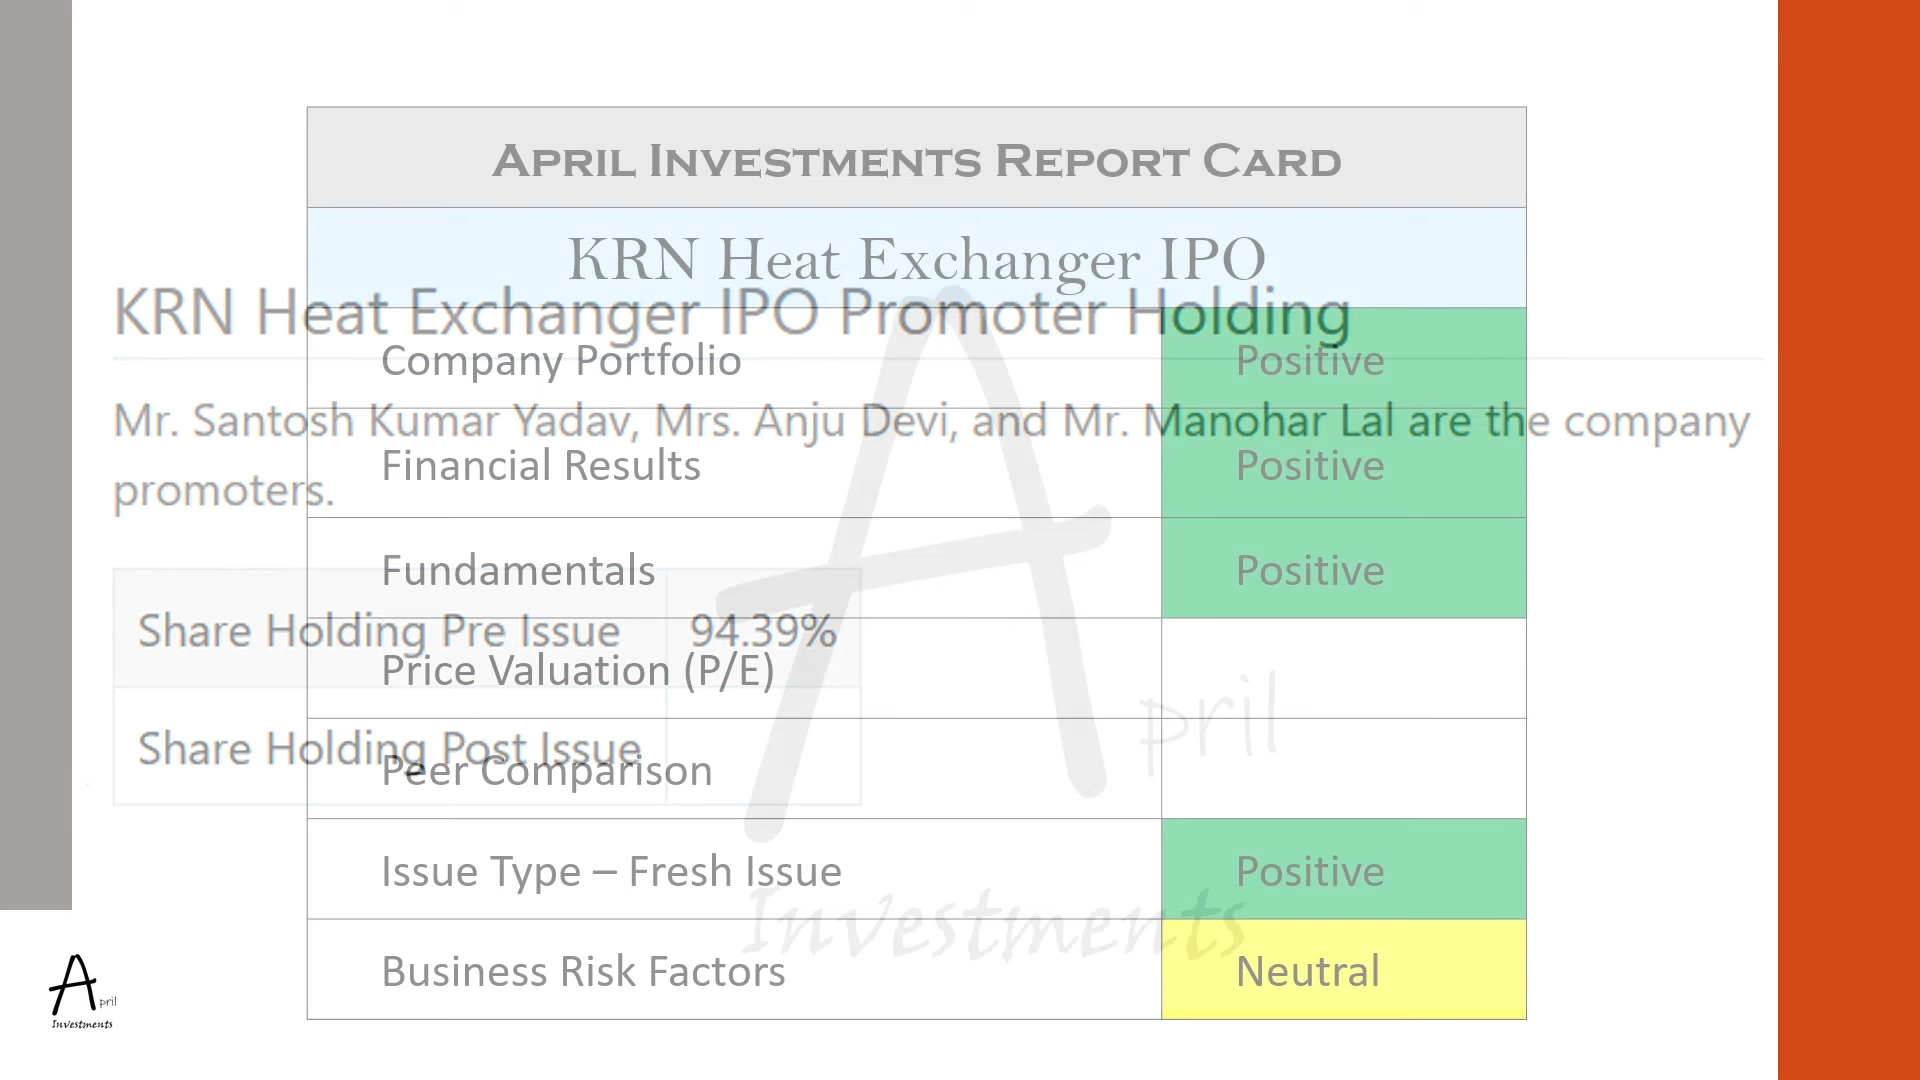 April Investments Report Card
KRN Heat Exchanger IPO
Company Portfolio Positive
Financial Results Positive
Fundamentals Positive
Price Valuation (P/E)
Peer Comparison
Issue Type – Fresh Issue Positive
Business Risk Factors Neutral
KRN Heat Exchanger IPO Promoter Holding
Mr. Santosh Kumar Yadav, Mrs. Anju Devi, and Mr. Manohar Lal are the company
promoters.
Share Holding Pre Issue 94.39%
Share Holding Post Issue
April
Investments
April
Investments